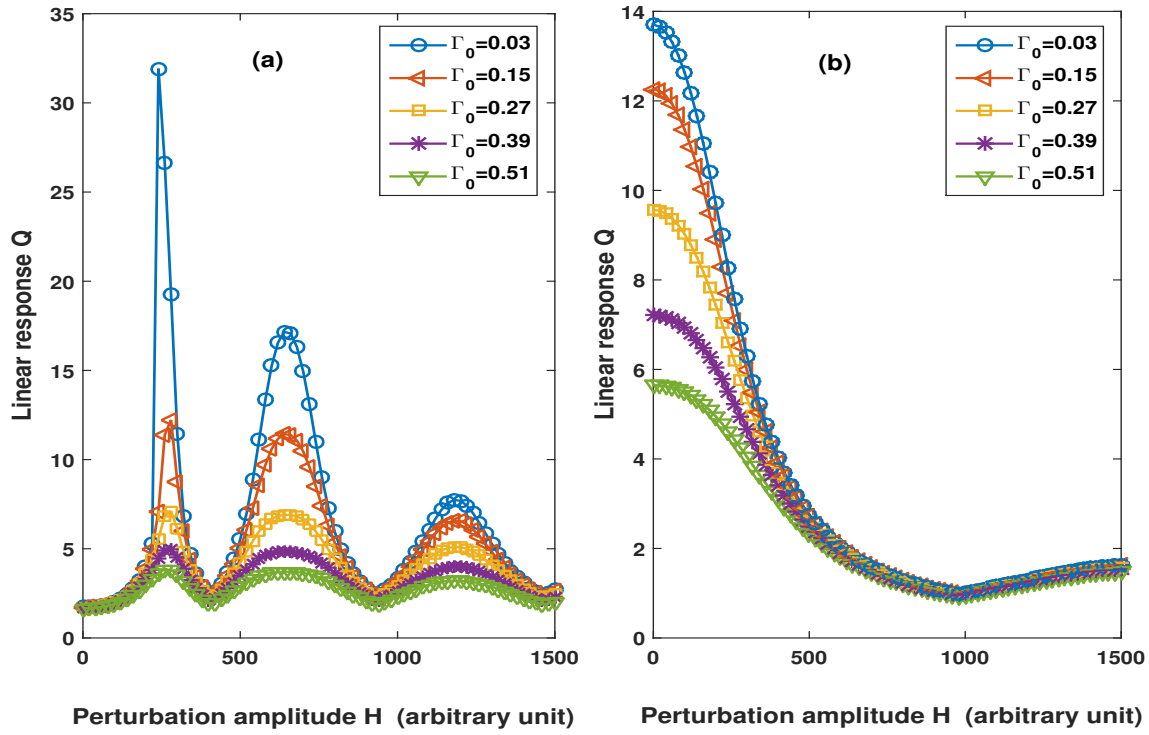 (a)
Γ0=0.03
Γ0=0.15
Γ0=0.27
Γ0=0.39
Γ0=0.51
Linear response Q
35
30
25
20
15
10
5
0
0
500
1000
1500
Perturbation amplitude H (arbitrary unit)
(b)
Γ0=0.03
Γ0=0.15
Γ0=0.27
Γ0=0.39
Γ0=0.51
Linear response Q
14
12
10
8
6
4
2
0
0
500
1000
1500
Perturbation amplitude H (arbitrary unit)